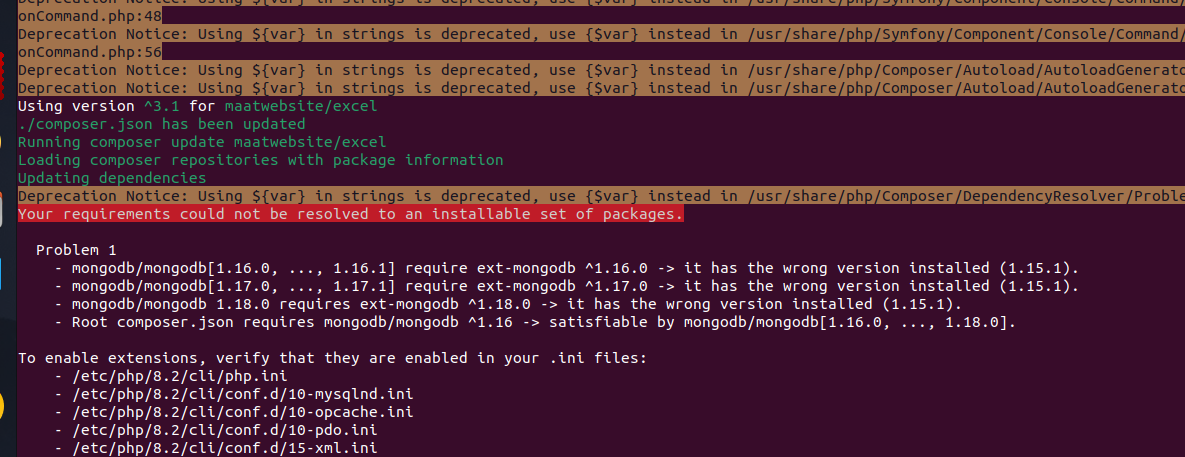 Deprecation Notice: Using ${var} in strings is deprecated, use {$var} instead in /usr/share/php/Symfony/Component/Console/Command/
onCommand.php:48
Deprecation Notice: Using ${var} in strings is deprecated, use {$var} instead in /usr/share/php/Symfony/Component/Console/Command/
onCommand.php:56
Deprecation Notice: Using ${var} in strings is deprecated, use {$var} instead in /usr/share/php/Composer/Autoload/AutoloadGenerato
Deprecation Notice: Using ${var} in strings is deprecated, use {$var} instead in /usr/share/php/Composer/Autoload/AutoloadGenerato
Using version ^3.1 for maatwebsite/excel
./composer.json has been updated
Running composer update maatwebsite/excel
Loading composer repositories with package information
Updating dependencies
Deprecation Notice: Using ${var} in strings is deprecated, use {$var} instead in /usr/share/php/Composer/DependencyResolver/Proble
Your requirements could not be resolved to an installable set of packages.
Problem 1
- mongodb/mongodb[1.16.0, ..., 1.16.1] require ext-mongodb ^1.16.0 -> it has the wrong version installed (1.15.1).
- mongodb/mongodb[1.17.0, ..., 1.17.1] require ext-mongodb ^1.17.0 -> it has the wrong version installed (1.15.1).
- mongodb/mongodb 1.18.0 requires ext-mongodb ^1.18.0 -> it has the wrong version installed (1.15.1).
- Root composer.json requires mongodb/mongodb ^1.16 -> satisfiable by mongodb/mongodb[1.16.0, ..., 1.18.0].
To enable extensions, verify that they are enabled in your .ini files:
- /etc/php/8.2/cli/php.ini
- /etc/php/8.2/cli/conf.d/10-mysqlnd.ini
- /etc/php/8.2/cli/conf.d/10-opcache.ini
- /etc/php/8.2/cli/conf.d/10-pdo.ini
- /etc/php/8.2/cli/conf.d/15-xml.ini